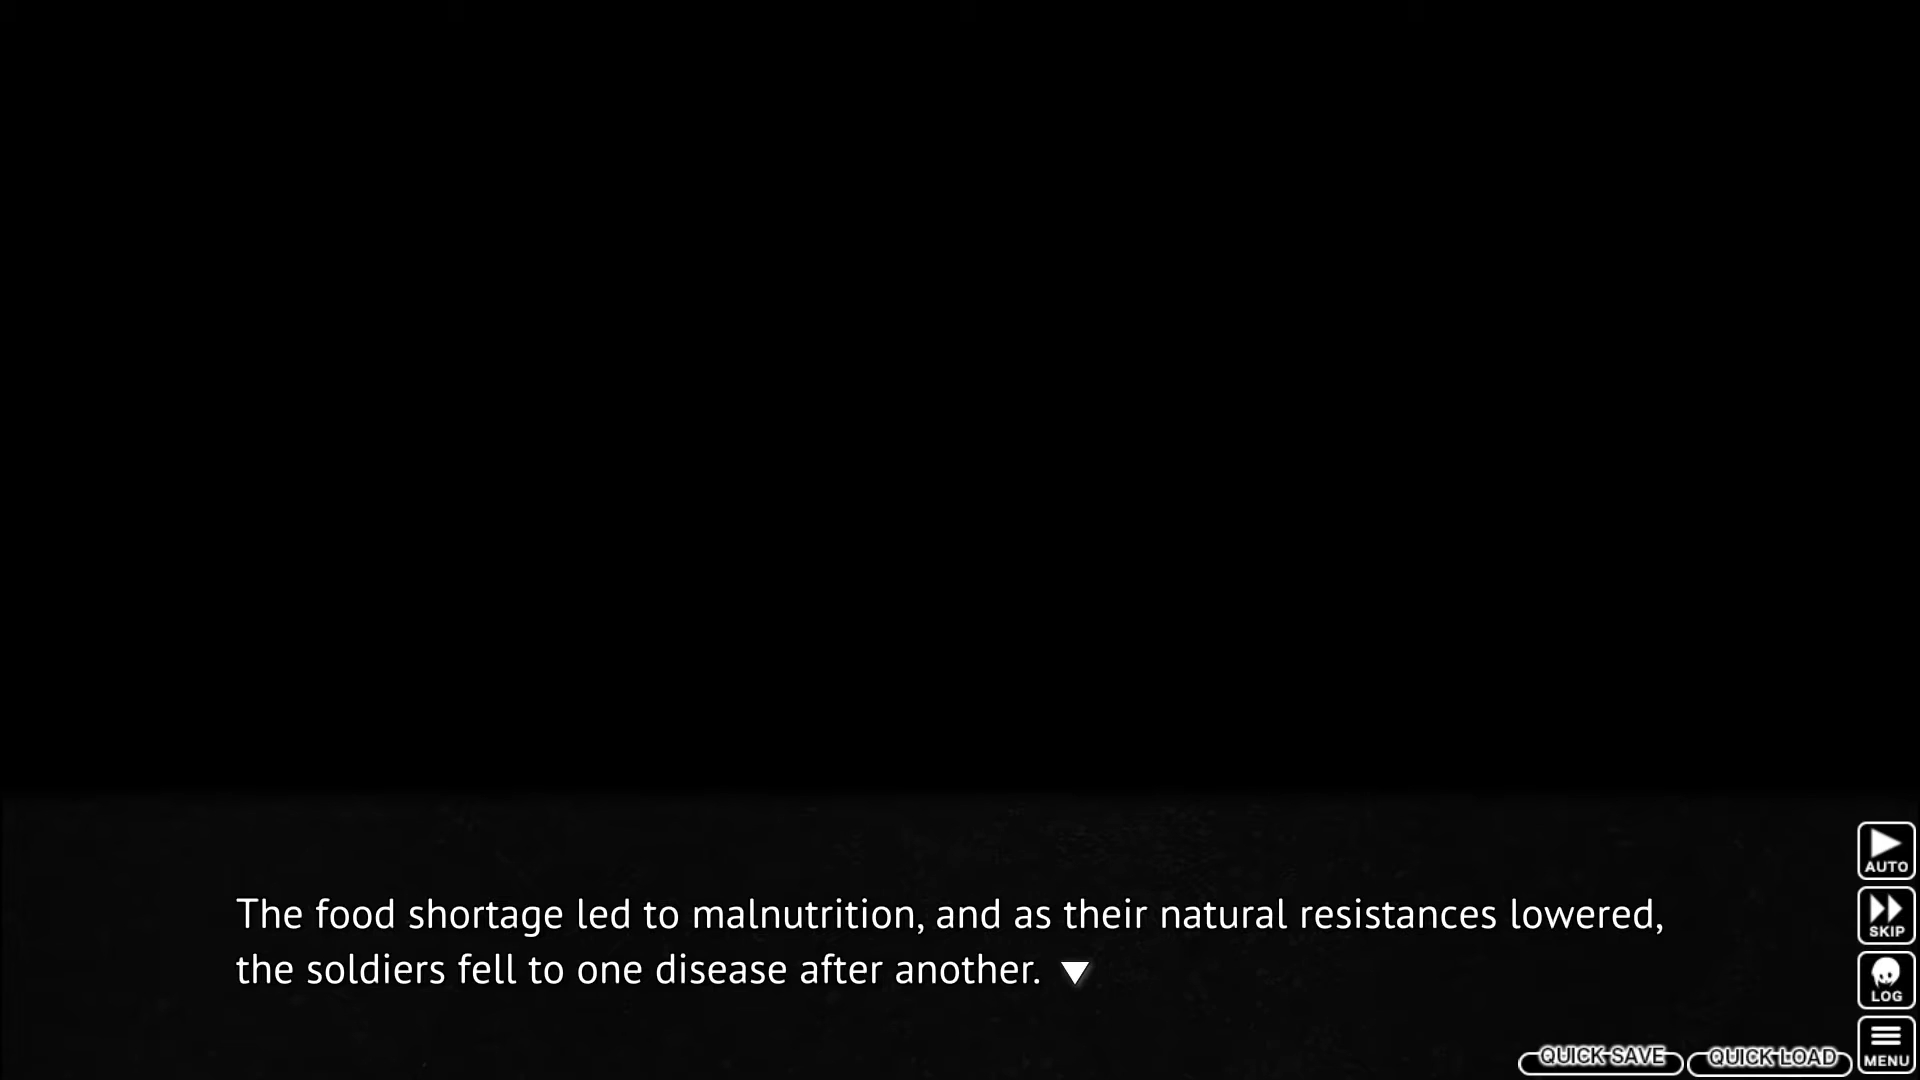 The food shortage led to malnutrition, and as their natural resistances lowered,
the soldiers fell to one disease after another.
AUTO
SKIP
LOG
MENU
QUICK SAVE
QUICK LOAD